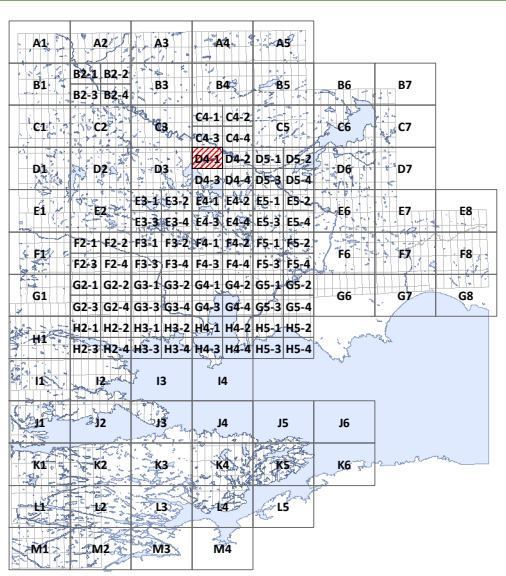 A1 A2 A3 A4 A5
B2-1 B2-2
B1 B3 B4 B5 B6 B7
B2-3 B2-4
C4-1 C4-2
C1 C2 C3 C5 C6 C7
C4-3 C4-4
D4-1 D4-2 D5-1 D5-2
D1 D2 D3 D6 D7
D4-3 D4-4 D5-3 D5-4
E3-1 E3-2 E4-1 E4-2 E5-1 E5-2
E1 E2 E6 E7 E8
E3-3 E3-4 E4-3 E4-4 E5-3 E5-4
F2-1 F2-2 F3-1 F3-2 F4-1 F4-2 F5-1 F5-2
F1 F6 F7 F8
F2-3 F2-4 F3-3 F3-4 F4-3 F4-4 F5-3 F5-4
G2-1 G2-2 G3-1 G3-2 G4-1 G4-2 G5-1 G5-2
G1 G6 G7 G8
G2-3 G2-4 G3-3 G3-4 G4-3 G4-4 G5-3 G5-4
H2-1 H2-2 H3-1 H3-2 H4-1 H4-2 H5-1 H5-2
H1
H2-3 H2-4 H3-3 H3-4 H4-3 H4-4 H5-3 H5-4
I1 I2 I3 I4
J1 J2 J3 J4 J5 J6
K1 K2 K3 K4 K5 K6
L1 L2 L3 L4 L5
M1 M2 M3 M4